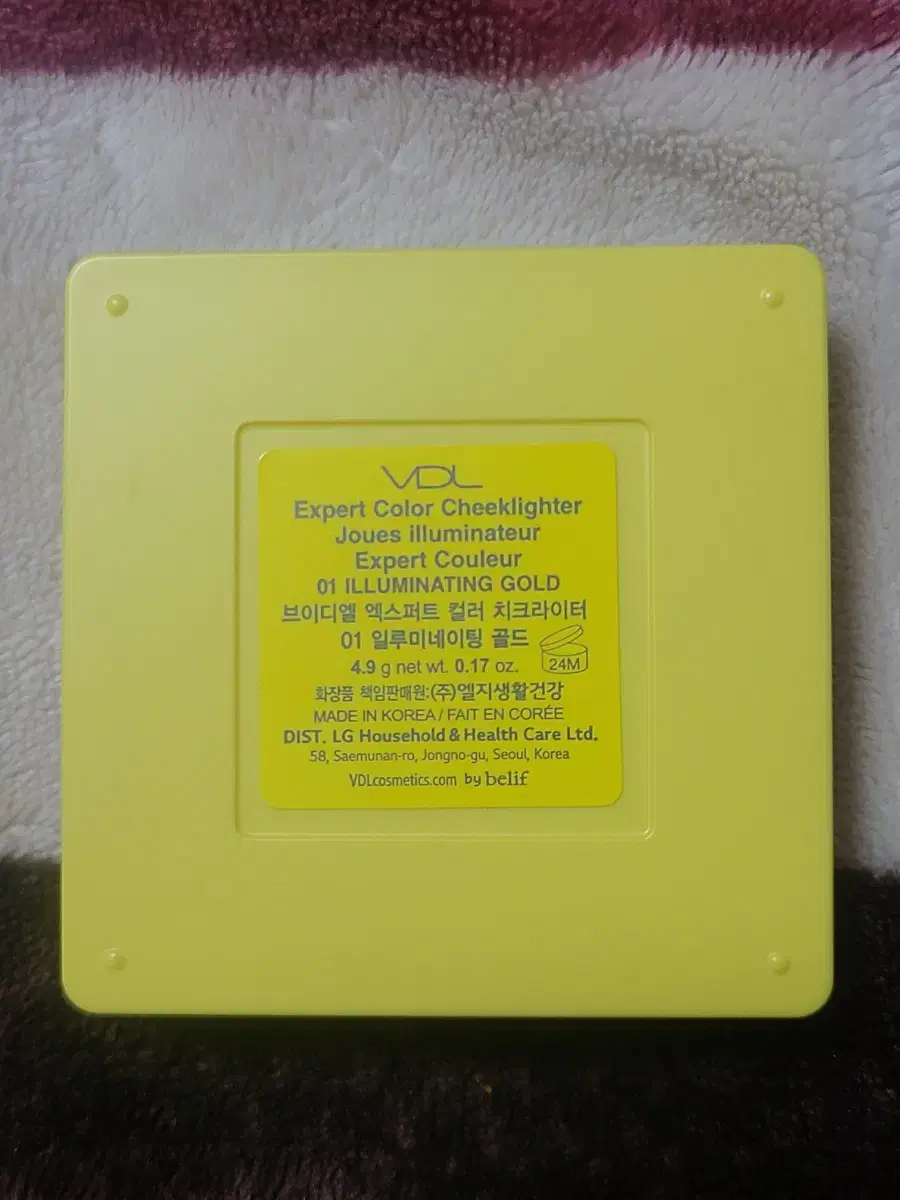 VDL
Expert Color Cheeklighter
Joues illuminateur
Expert Couleur
01 ILLUMINATING GOLD
브이디엘 엑스퍼트 컬러 치크라이터
01 일루미네이팅 골드
24M
4.9 g net wt. 0.17 oz.
화장품 책임판매원:(주)엘지생활건강
MADE IN KOREA / FAIT EN CORÉE
DIST. LG Household & Health Care Ltd.
58, Saemunan-ro, Jongno-gu, Seoul, Korea
VDLcosmetics.com by belif